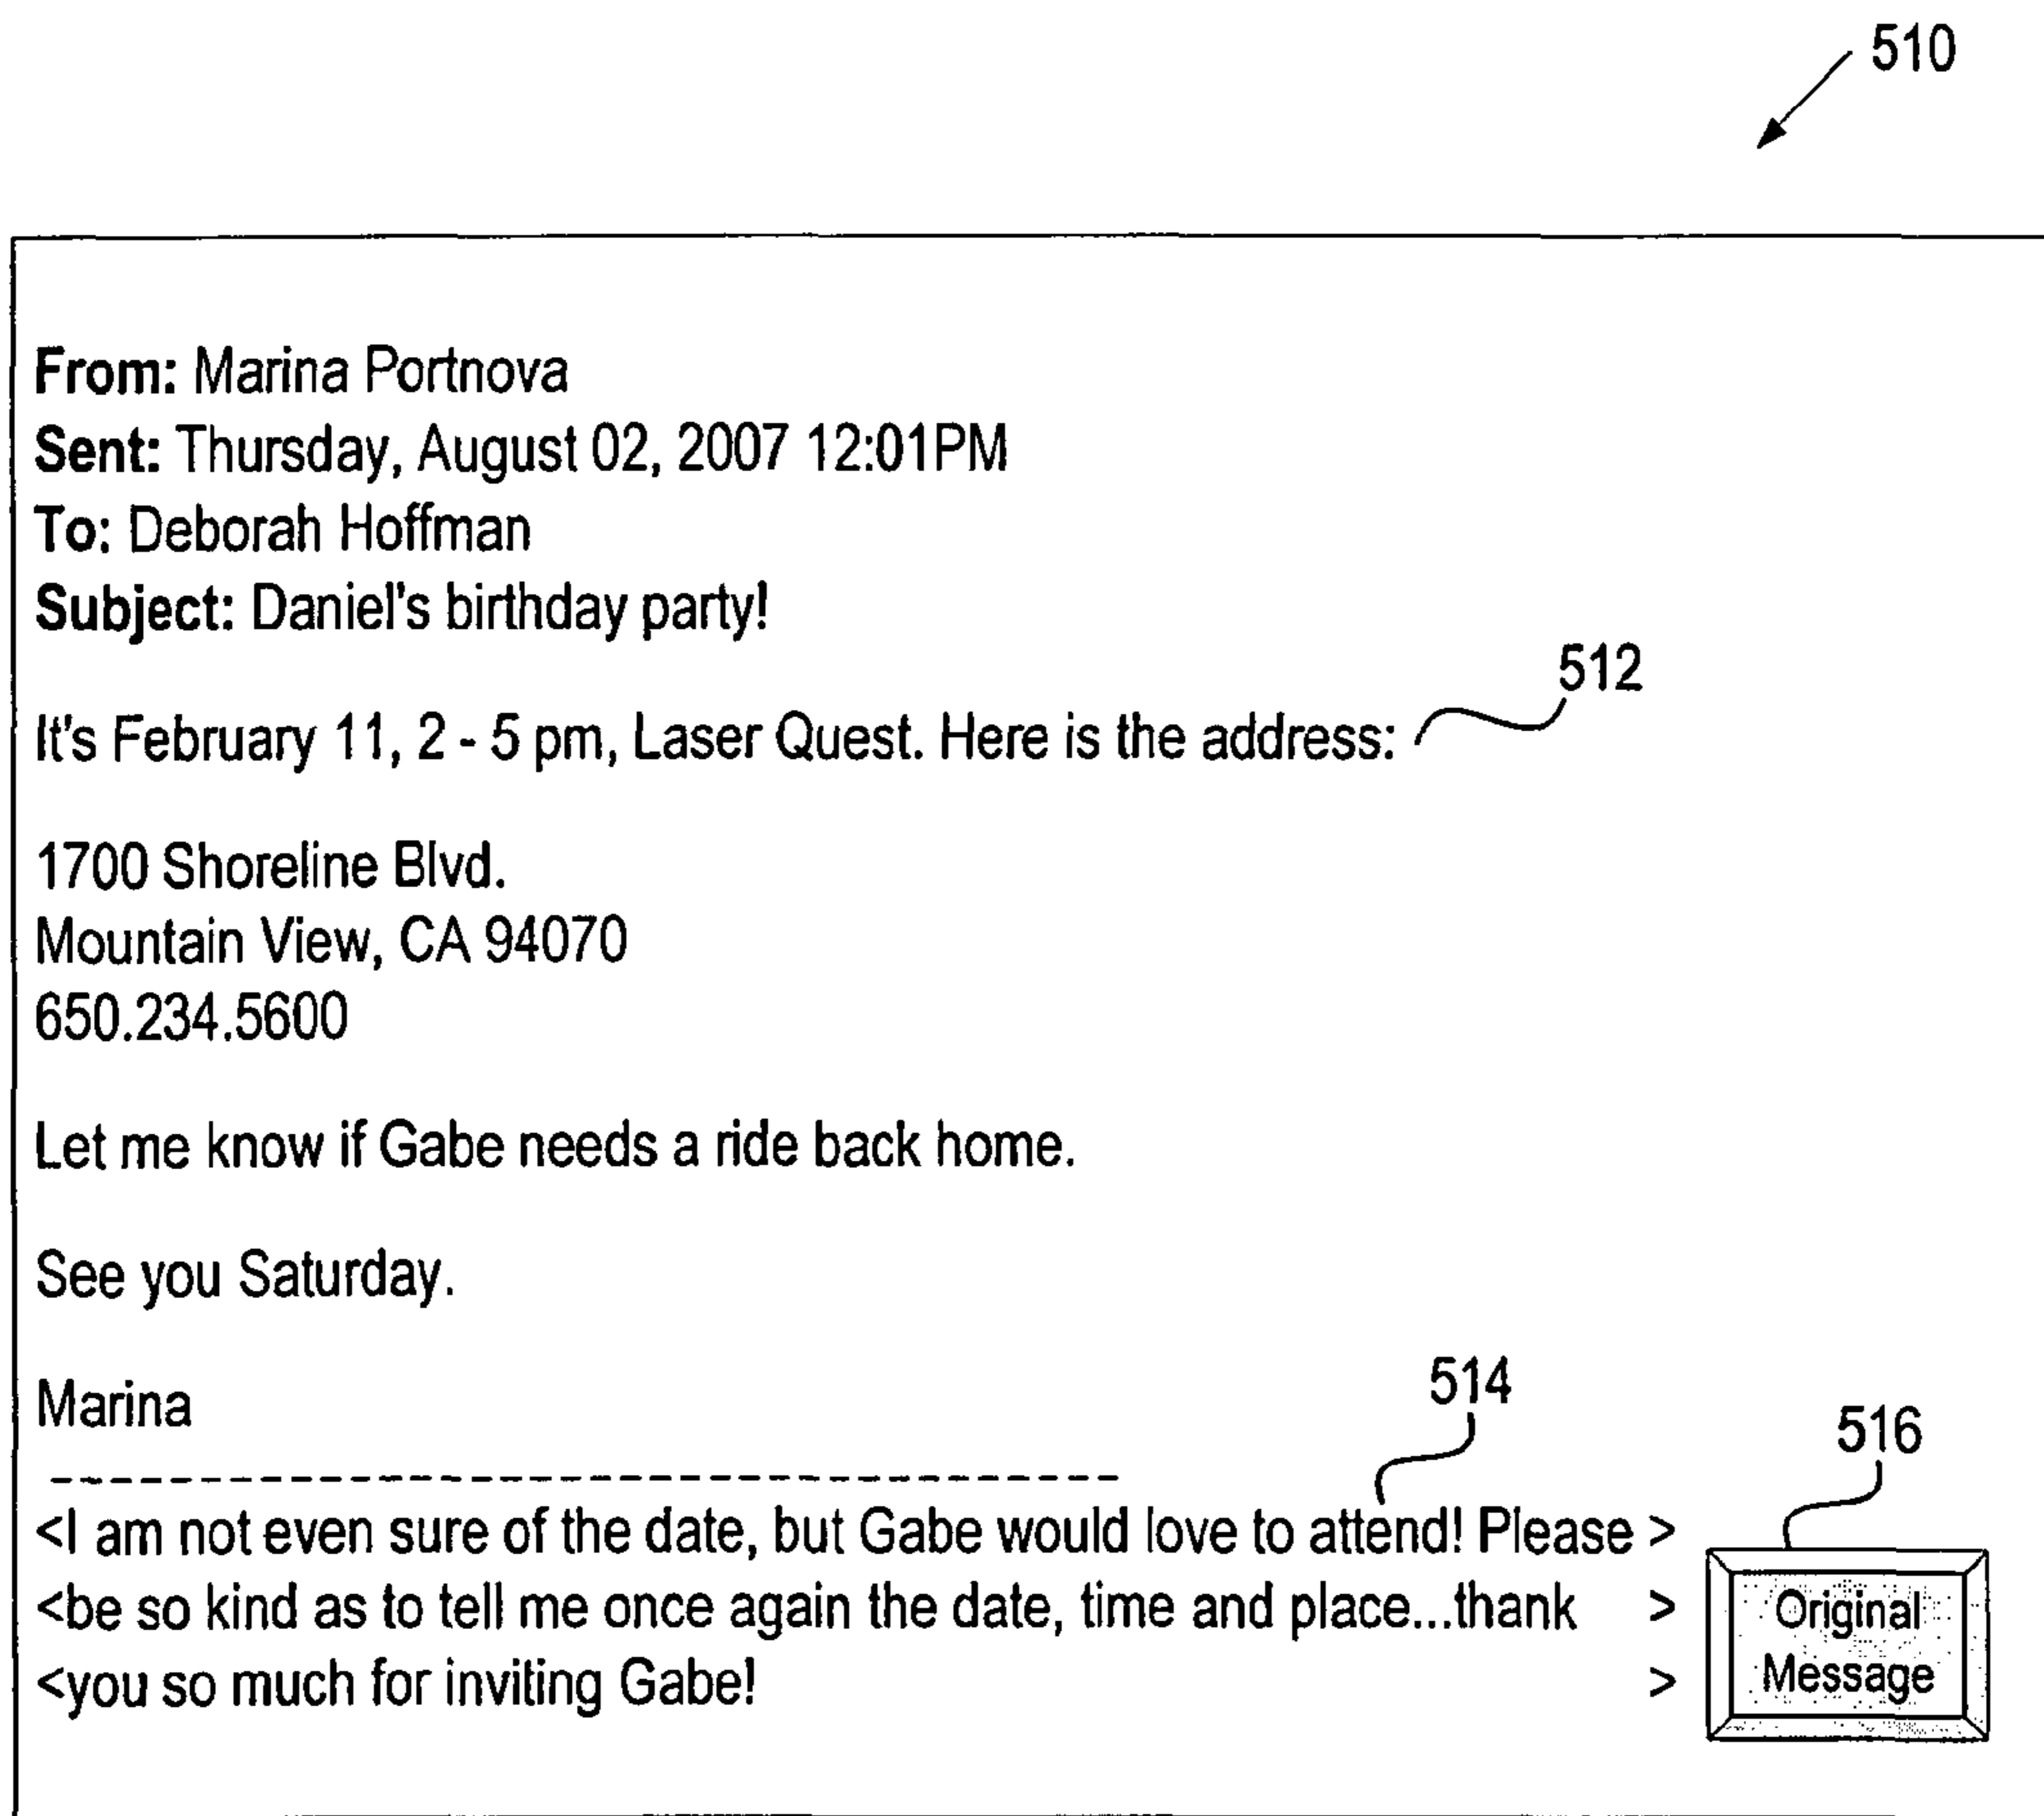 510
From: Marina Portnova
Sent: Thursday, August 02, 2007 12:01PM
To: Deborah Hoffman
Subject: Daniel's birthday party!
512
It's February 11, 2 - 5 pm, Laser Quest. Here is the address:
1700 Shoreline Blvd.
Mountain View, CA 94070
650.234.5600
Let me know if Gabe needs a ride back home.
See you Saturday.
Marina
514
516
------------------------------------
<I am not even sure of the date, but Gabe would love to attend! Please >
<be so kind as to tell me once again the date, time and place...thank >
<you so much for inviting Gabe! >
Original
Message